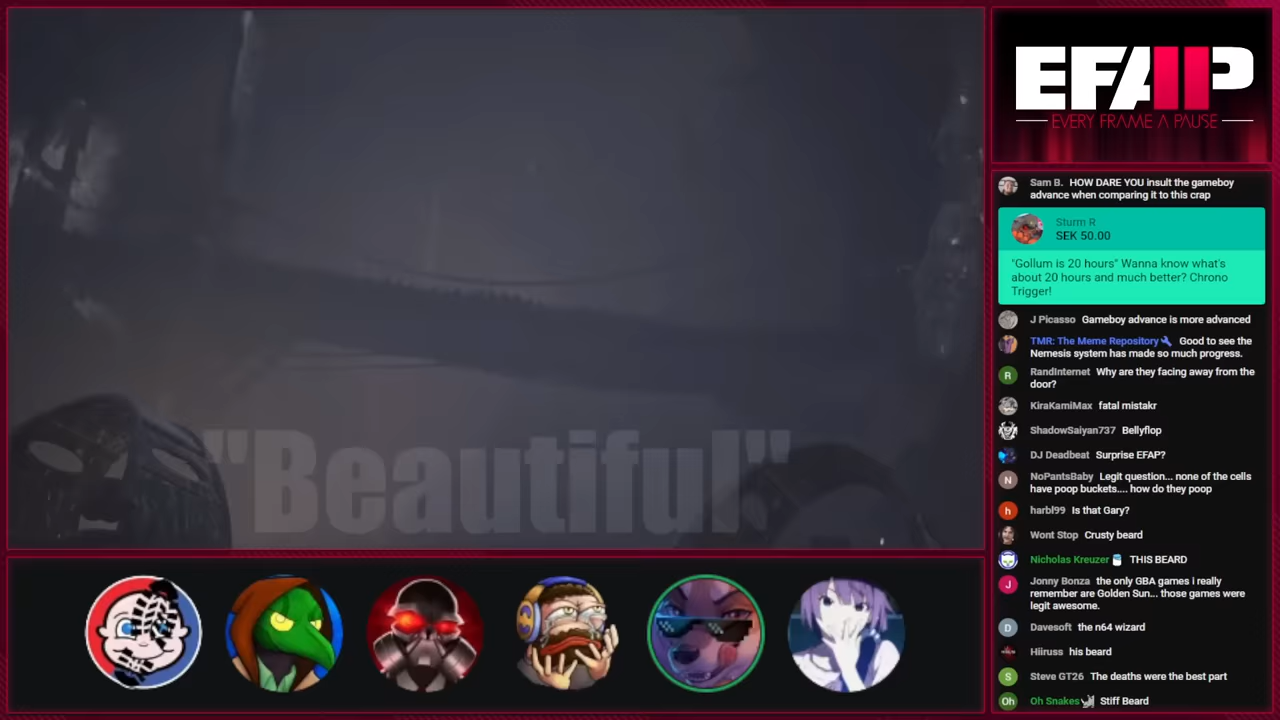 "Beautiful"
EFAP
EVERY FRAME A PAUSE
Sam B. HOW DARE YOU insult the gameboy
advance when comparing it to this crap
Sturm R
SEK 50.00
"Gollum is 20 hours" Wanna know what's
about 20 hours and much better? Chrono
Trigger!
J Picasso Gameboy advance is more advanced
TMR: The Meme Repository Good to see the
Nemesis system has made so much progress.
R RandInternet Why are they facing away from the
door?
KiraKamiMax fatal mistakr
ShadowSaiyan737 Bellyflop
DJ Deadbeat Surprise EFAP?
N NoPantsBaby Legit question... none of the cells
have poop buckets.... how do they poop
h harbl99 Is that Gary?
Wont Stop Crusty beard
Nicholas Kreuzer THIS BEARD
J Jonny Bonza the only GBA games i really
remember are Golden Sun... those games were
legit awesome.
D Davesoft the n64 wizard
Hiiruss his beard
S Steve GT26 The deaths were the best part
Oh Oh Snakes Stiff Beard